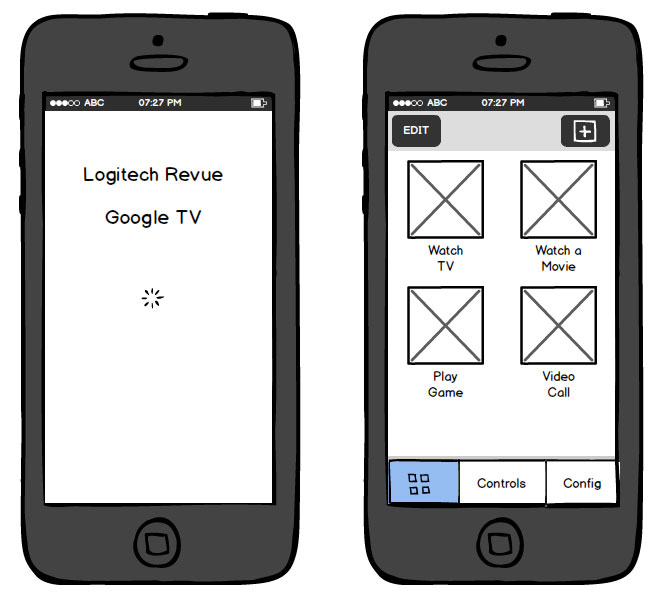 ABC 07:27 PM
Logitech Revue
Google TV
ABC 07:27 PM
EDIT
Watch
TV
Watch a
Movie
Play
Game
Video
Call
Controls
Config